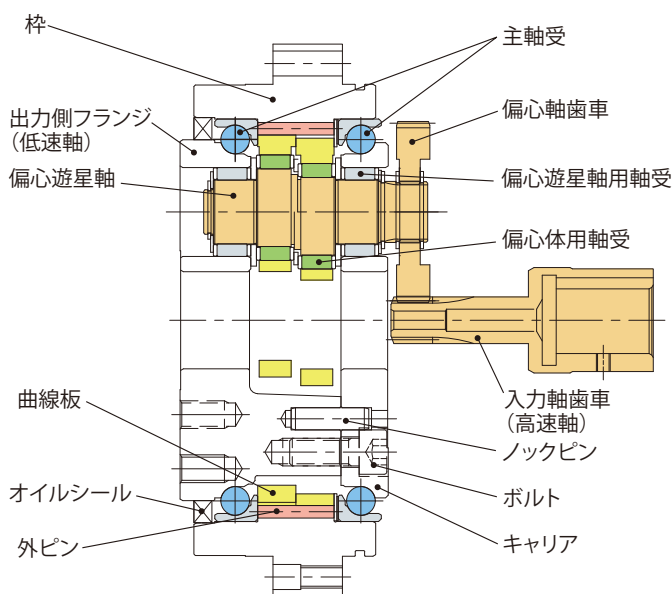 枠
主軸受
出力側フランジ
(低速軸)
偏心軸歯車
偏心遊星軸
偏心遊星軸用軸受
偏心体用軸受
曲線板
入力軸歯車
(高速軸)
ノックピン
オイルシール
ボルト
外ピン
キャリア